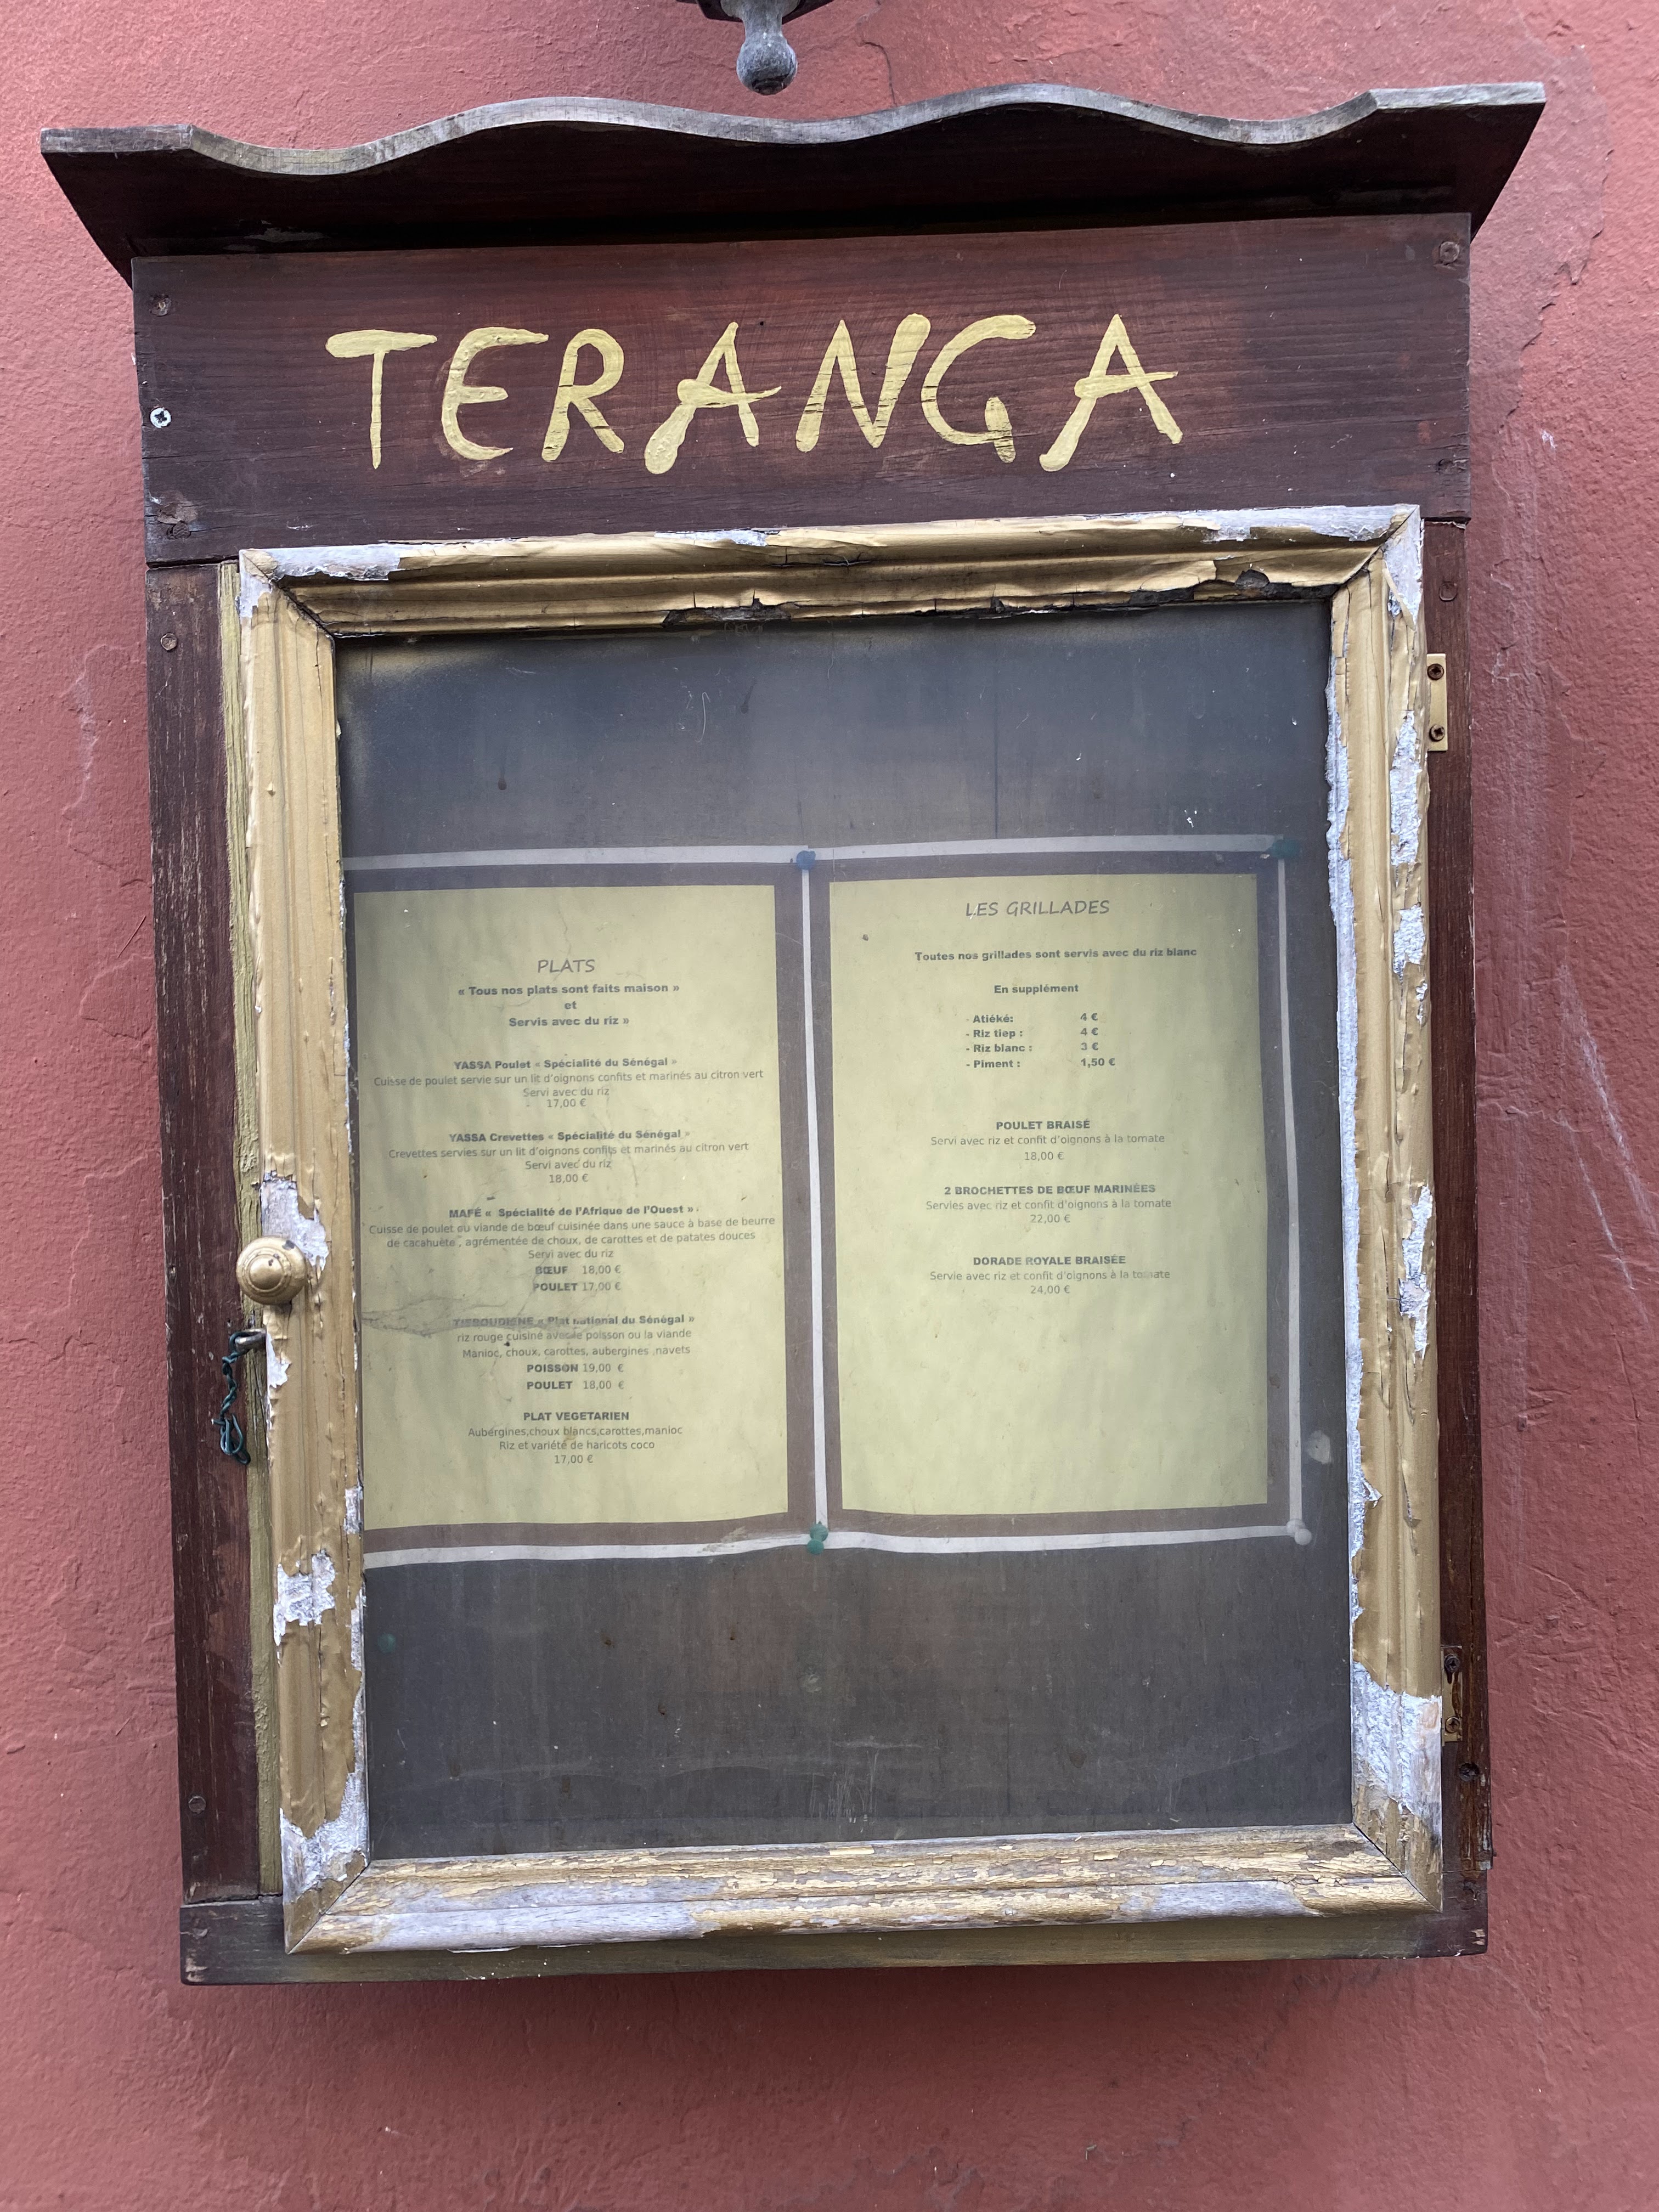 TERANGA
PLATS
« Tous nos plats sont faits maison »
et
Servis avec du riz »
YASSA Poulet « Spécialité du Sénégal »
Cuisse de poulet servie sur un lit d'oignons confits et marinés au citron vert
Servi avec du riz
17,00 €
YASSA Crevettes « Spécialité du Sénégal »
Crevettes servies sur un lit d'oignons confits et marinés au citron vert
Servi avec du riz
18,00 €
MAFÉ « Spécialité de l'Afrique de l'Ouest »
Cuisse de poulet ou viande de bœuf cuisinée dans une sauce à base de beurre
de cacahuète , agrémentée de choux, de carottes et de patates douces
Servi avec du riz
BŒUF 18,00 €
POULET 17,00 €
« Plat national du Sénégal »
riz rouge cuisiné avec le poisson ou la viande
Manioc, choux, carottes, aubergines ,navets
POISSON 19,00 €
POULET 18,00 €
PLAT VEGETARIEN
Aubergines,choux blancs,carottes,manioc
Riz et variété de haricots coco
17,00 €
LES GRILLADES
Toutes nos grillades sont servis avec du riz blanc
En supplément
- Atiéké: 4 €
- Riz tiep : 4 €
- Riz blanc : 3 €
- Piment : 1,50 €
POULET BRAISÉ
Servi avec riz et confit d'oignons à la tomate
18,00 €
2 BROCHETTES DE BŒUF MARINÉES
Servies avec riz et confit d'oignons à la tomate
22,00 €
DORADE ROYALE BRAISÉE
Servie avec riz et confit d'oignons à la tomate
24,00 €